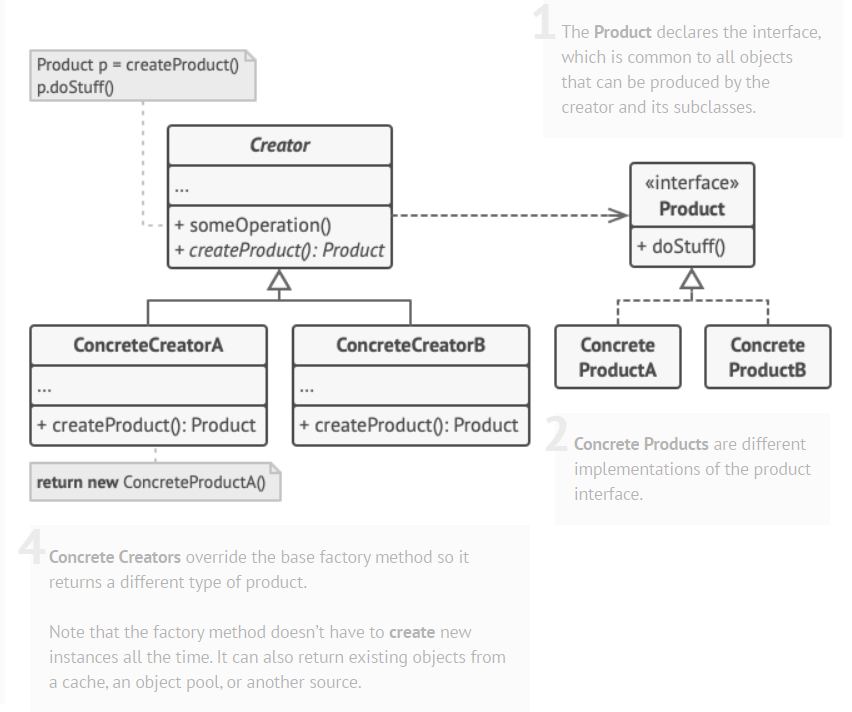 1
The Product declares the interface,
which is common to all objects
that can be produced by the
creator and its subclasses.
Product p = createProduct()
p.doStuff()
Creator
...
+ someOperation()
+ createProduct(): Product
«interface»
Product
+ doStuff()
ConcreteCreatorA
...
+ createProduct(): Product
ConcreteCreatorB
...
+ createProduct(): Product
Concrete
ProductA
Concrete
ProductB
return new ConcreteProductA()
2
Concrete Products are different
implementations of the product
interface.
4
Concrete Creators override the base factory method so it
returns a different type of product.
Note that the factory method doesn’t have to create new
instances all the time. It can also return existing objects from
a cache, an object pool, or another source.